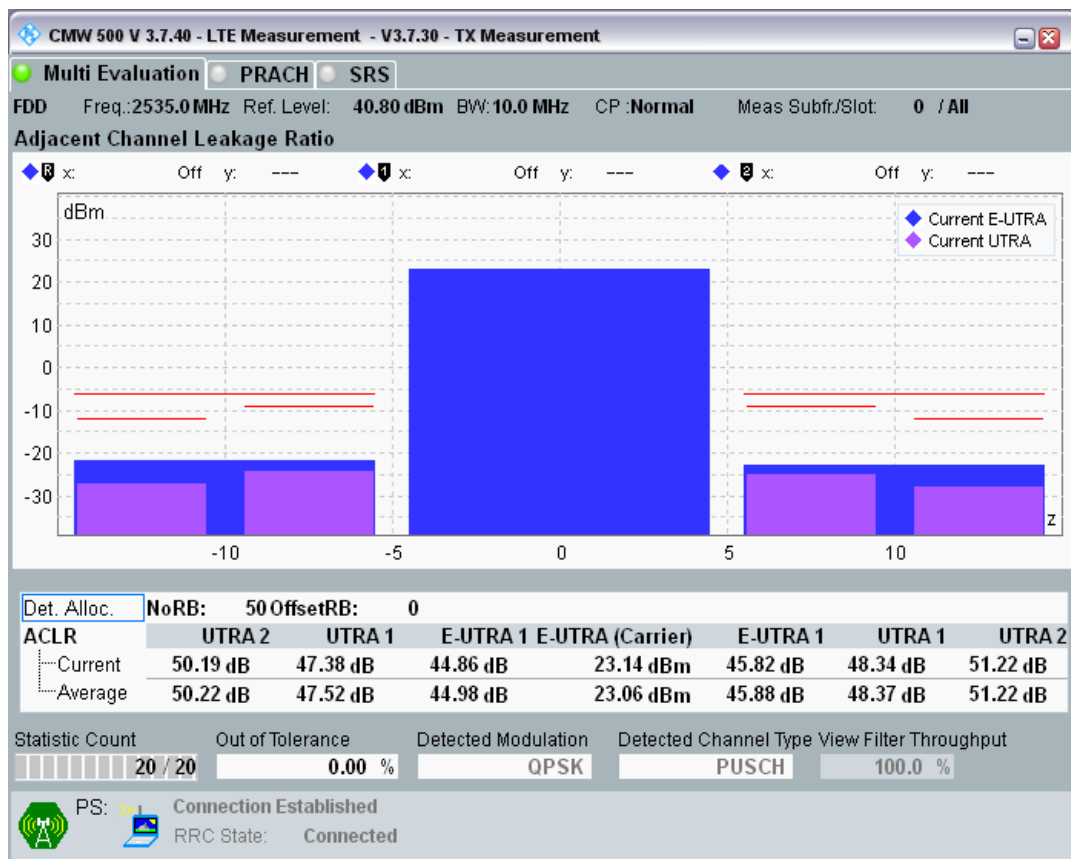 CMW 500 V 3.7.40 - LTE Measurement - V3.7.30 - TX Measurement
Multi Evaluation PRACH SRS
FDD Freq.:2535.0 MHz Ref. Level: 40.80 dBm BW:10.0 MHz CP :Normal Meas Subfr./Slot: 0 / All
Adjacent Channel Leakage Ratio
R x: Off y: --- 1 x: Off y: --- 2 x: Off y: ---
dBm
Current E-UTRA
Current UTRA
30
20
10
0
-10
-20
-30
z
-10 -5 0 5 10
Det. Alloc. NoRB: 50 OffsetRB: 0
ACLR UTRA 2 UTRA 1 E-UTRA 1 E-UTRA (Carrier) E-UTRA 1 UTRA 1 UTRA 2
Current 50.19 dB 47.38 dB 44.86 dB 23.14 dBm 45.82 dB 48.34 dB 51.22 dB
Average 50.22 dB 47.52 dB 44.98 dB 23.06 dBm 45.88 dB 48.37 dB 51.22 dB
Statistic Count Out of Tolerance Detected Modulation Detected Channel Type View Filter Throughput
20 / 20 0.00 % QPSK PUSCH 100.0 %
PS: Connection Established
RRC State: Connected